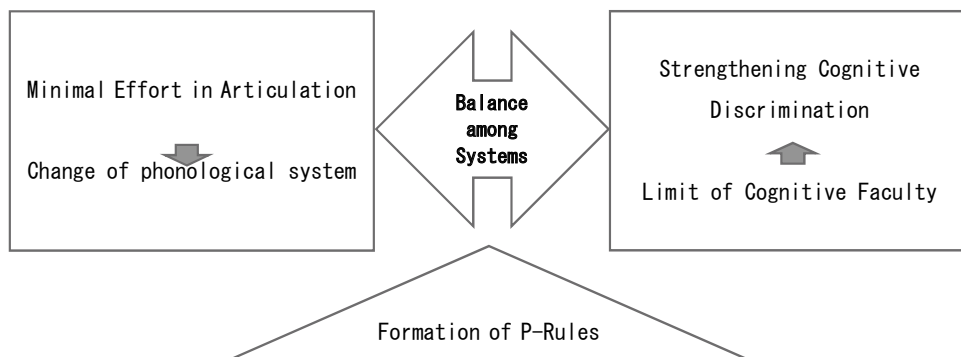 Minimal Effort in Articulation
Change of phonological system
Balance
among
Systems
Strengthening Cognitive
Discrimination
Limit of Cognitive Faculty
Formation of P-Rules